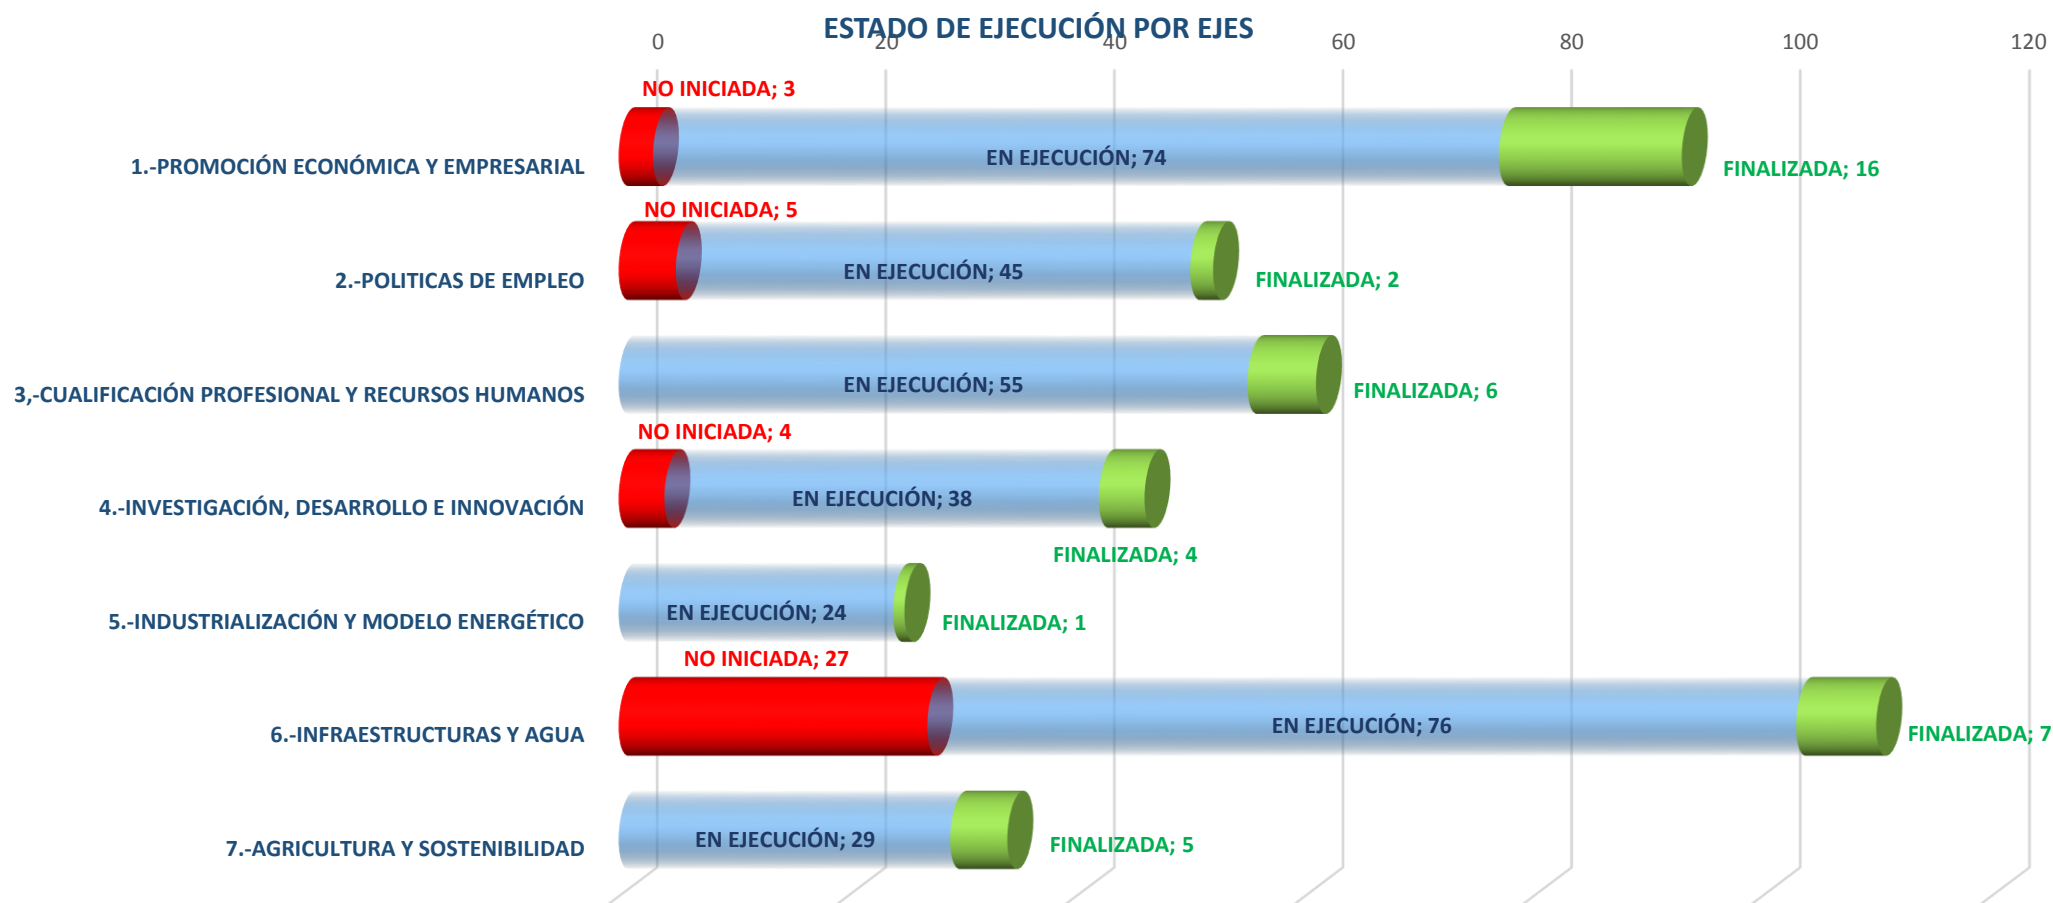 ESTADO DE EJECUCIÓN POR EJES
0 20 40 60 80 100 120
NO INICIADA; 3
1.-PROMOCIÓN ECONÓMICA Y EMPRESARIAL
EN EJECUCIÓN; 74
FINALIZADA; 16
NO INICIADA; 5
2.-POLITICAS DE EMPLEO
EN EJECUCIÓN; 45
FINALIZADA; 2
3,-CUALIFICACIÓN PROFESIONAL Y RECURSOS HUMANOS
EN EJECUCIÓN; 55
FINALIZADA; 6
NO INICIADA; 4
4.-INVESTIGACIÓN, DESARROLLO E INNOVACIÓN
EN EJECUCIÓN; 38
FINALIZADA; 4
5.-INDUSTRIALIZACIÓN Y MODELO ENERGÉTICO
EN EJECUCIÓN; 24
FINALIZADA; 1
NO INICIADA; 27
6.-INFRAESTRUCTURAS Y AGUA
EN EJECUCIÓN; 76
FINALIZADA; 7
7.-AGRICULTURA Y SOSTENIBILIDAD
EN EJECUCIÓN; 29
FINALIZADA; 5